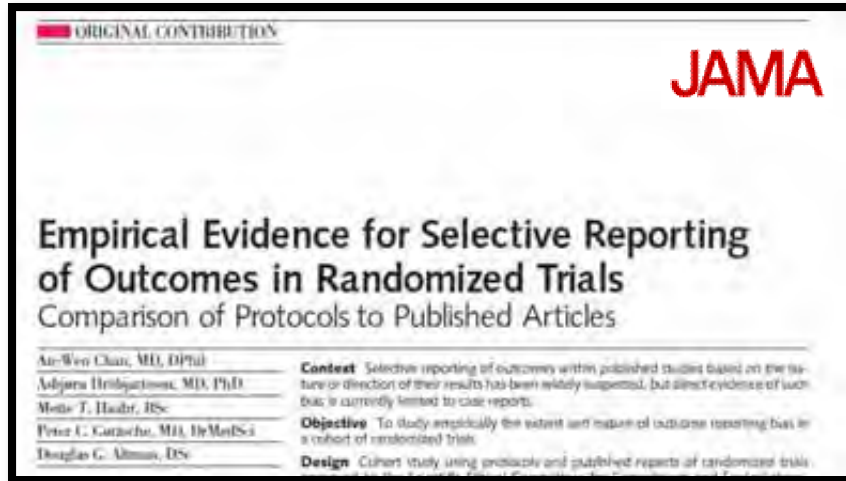 ORIGINAL CONTRIBUTION
JAMA
Empirical Evidence for Selective Reporting
of Outcomes in Randomized Trials
Comparison of Protocols to Published Articles
An-Wen Chan, MD, DPhil
Asbjørn Hróbjartsson, MD, PhD
Mette T. Haahr, BSc
Peter C. Gøtzsche, MD, DrMedSci
Douglas G. Altman, DSc
Context Selective reporting of outcomes within published studies based on the na-
ture or direction of their results has been widely suspected, but direct evidence of such
bias is currently limited to case reports.
Objective To study empirically the extent and nature of outcome reporting bias in
a cohort of randomized trials.
Design Cohort study using protocols and published reports of randomized trials